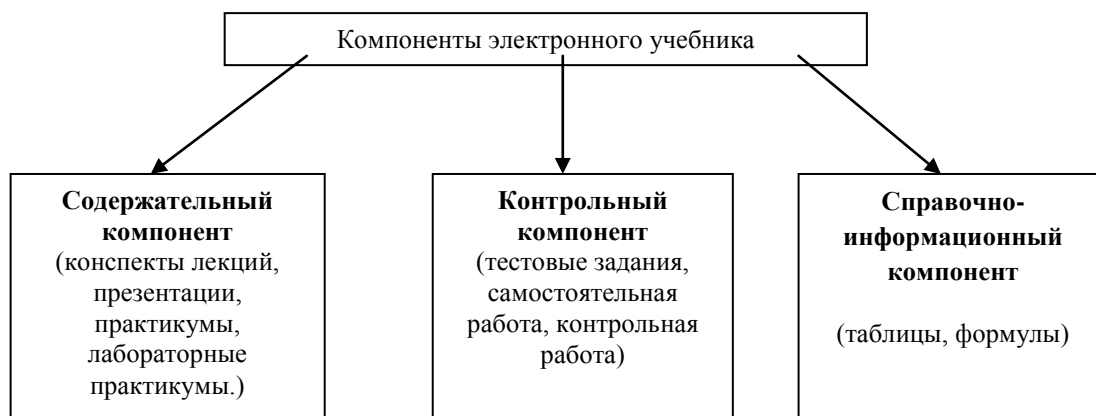 Компоненты электронного учебника
Содержательный
компонент
(конспекты лекций,
презентации,
практикумы,
лабораторные
практикумы.)
Контрольный
компонент
(тестовые задания,
самостоятельная
работа, контрольная
работа)
Справочно-
информационный
компонент
(таблицы, формулы)